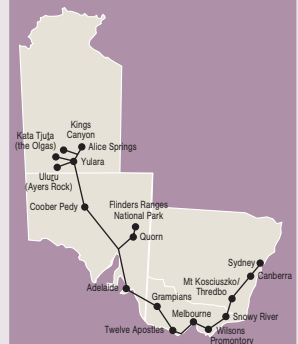 Kings
Canyon
Kata Tjuṯa
(the Olgas)
Alice Springs
Yulara
Uluṟu
(Ayers Rock)
Coober Pedy
Flinders Ranges
National Park
Quorn
Sydney
Canberra
Mt Kosciuszko/
Thredbo
Adelaide
Grampians
Melbourne
Snowy River
Twelve Apostles
Wilsons
Promontory